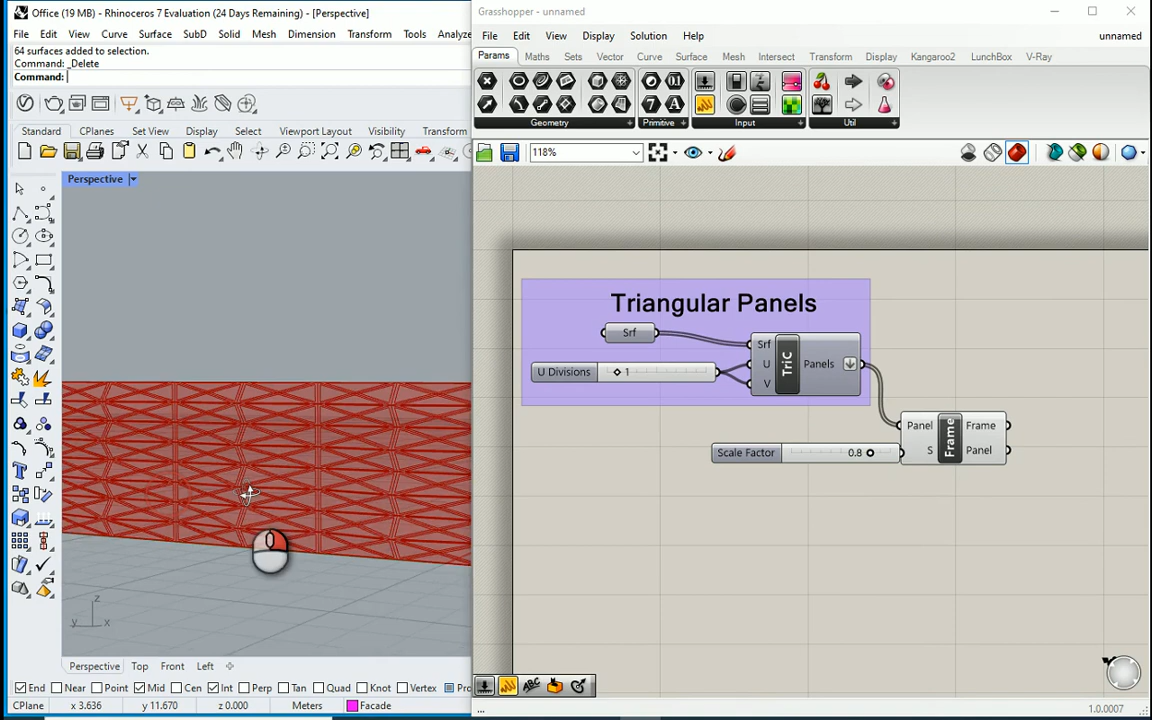 Office (19 MB) - Rhinoceros 7 Evaluation (24 Days Remaining) - [Perspective]
File Edit View Curve Surface SubD Solid Mesh Dimension Transform Tools Analyze
64 surfaces added to selection.
Command: _Delete
Command:
Standard CPlanes Set View Display Select Viewport Layout Visibility Transform
Perspective
z
y x
Perspective Top Front Left
End Near Point Mid Cen Int Perp Tan Quad Knot Vertex Pro
CPlane x 3.636 y 11.670 z 0.000 Meters Facade
Grasshopper - unnamed
File Edit View Display Solution Help unnamed
Params Maths Sets Vector Curve Surface Mesh Intersect Transform Display Kangaroo2 LunchBox V-Ray
Geometry Primitive Input Util
118%
Triangular Panels
Srf
U Divisions 1
Srf
U
V
TriC
Panels
Scale Factor 0.8
Panel
S
Frame
Frame
Panel
ABC
...
1.0.0007